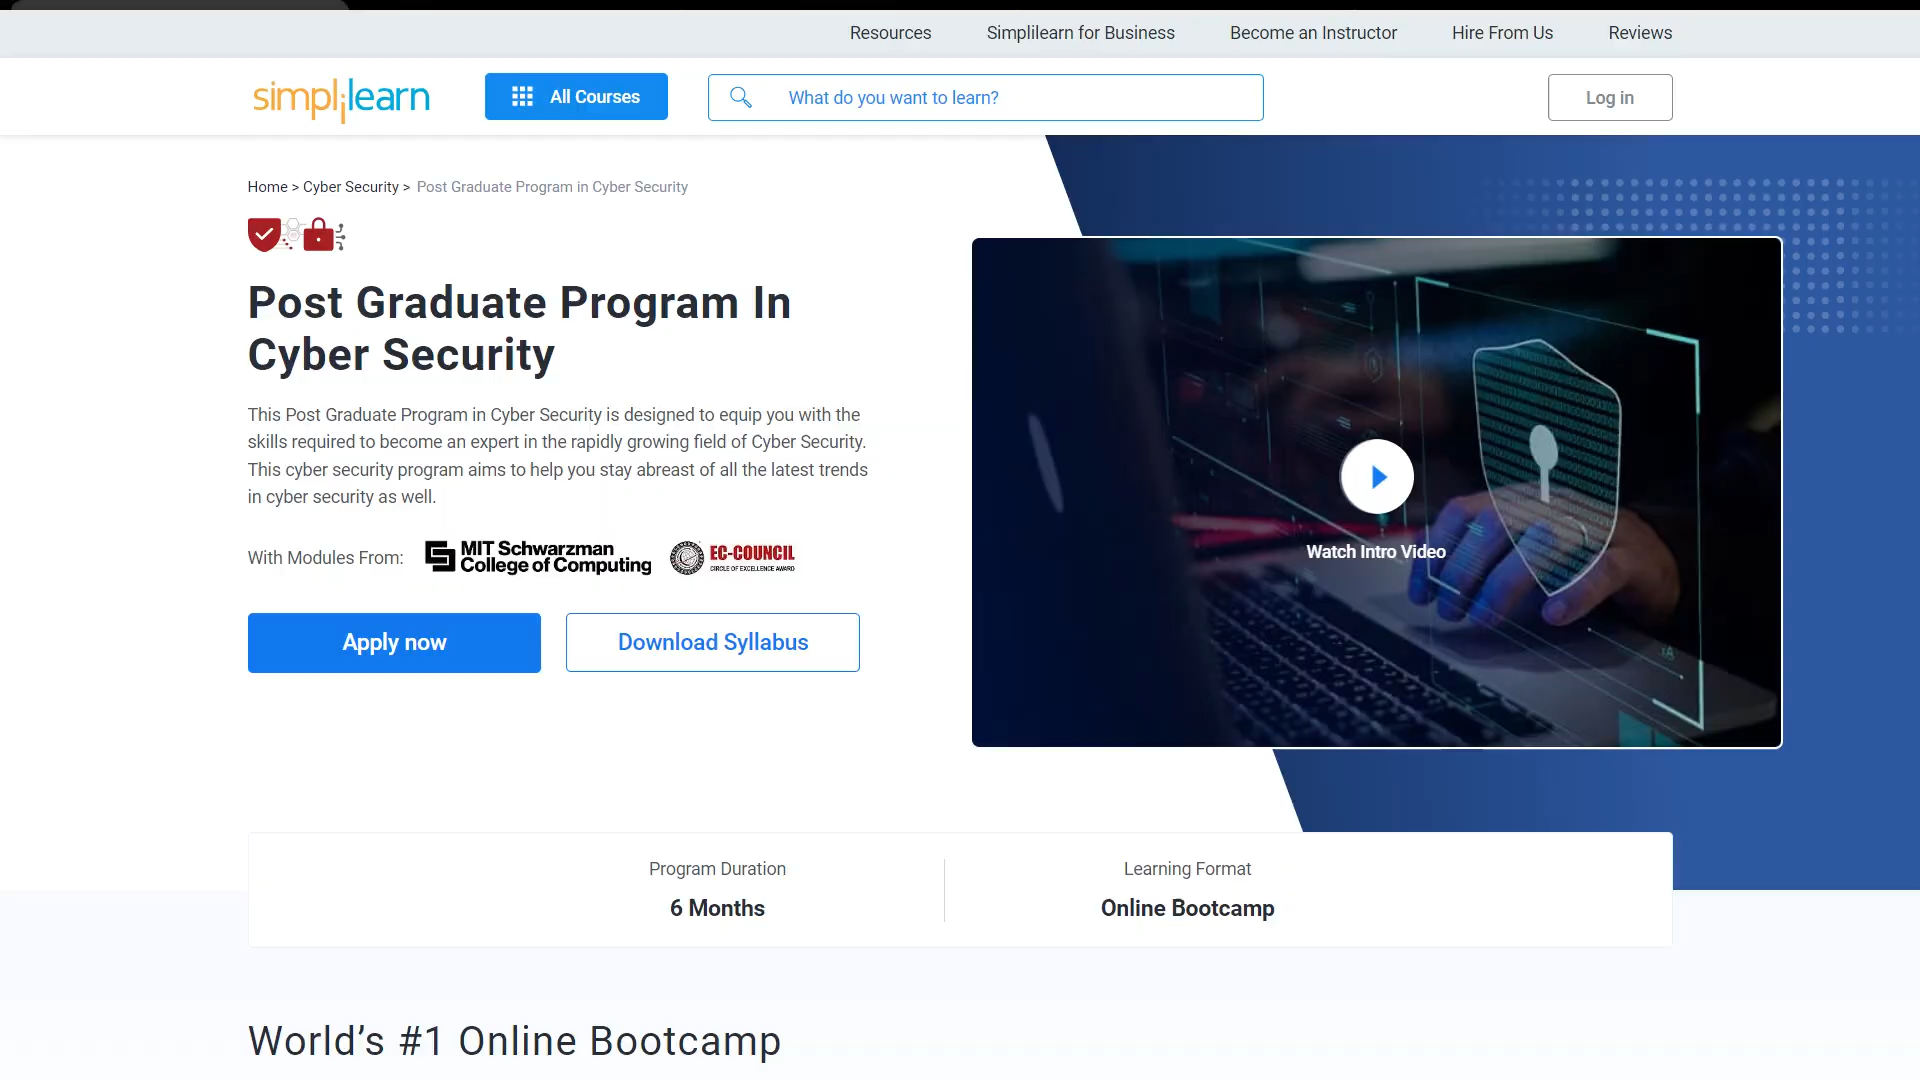 Resources Simplilearn for Business Become an Instructor Hire From Us Reviews
simplilearn All Courses What do you want to learn? Log in
Home > Cyber Security > Post Graduate Program in Cyber Security
Post Graduate Program In
Cyber Security
This Post Graduate Program in Cyber Security is designed to equip you with the
skills required to become an expert in the rapidly growing field of Cyber Security.
This cyber security program aims to help you stay abreast of all the latest trends
in cyber security as well.
With Modules From:
MIT Schwarzman
College of Computing
EC-COUNCIL
CIRCLE OF EXCELLENCE AWARD
Apply now Download Syllabus
Watch Intro Video
Program Duration
6 Months
Learning Format
Online Bootcamp
World's #1 Online Bootcamp